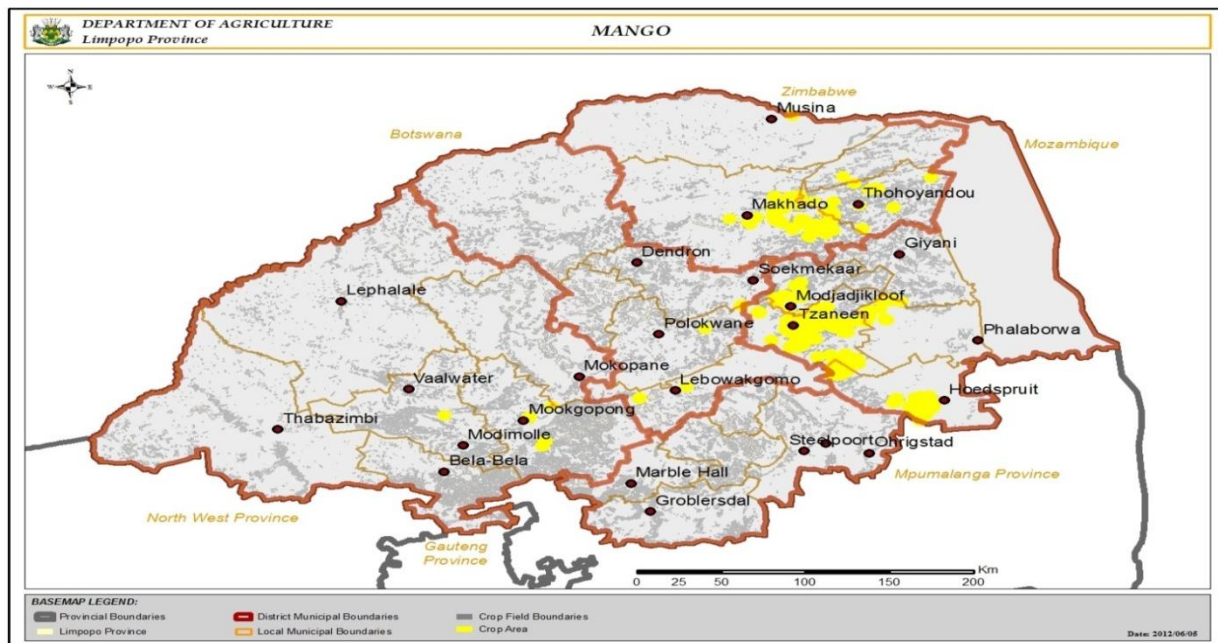 DEPARTMENT OF AGRICULTURE
Limpopo Province
MANGO
N
W E
S
Zimbabwe
Musina
Botswana
Mozambique
Thohoyandou
Makhado
Giyani
Dendron
Soekmekaar
Lephalale
Modjadjikloof
Tzaneen
Polokwane
Phalaborwa
Mokopane
Vaalwater
Lebowakgomo
Hoedspruit
Mookgopong
Thabazimbi
Modimolle
Steelpoort Ohrigstad
Bela-Bela
Mpumalanga Province
Marble Hall
Groblersdal
North West Province
Gauteng
Province
Km
0 25 50 100 150 200
BASEMAP LEGEND:
Provincial Boundaries District Municipal Boundaries Crop Field Boundaries
Limpopo Province Local Municipal Boundaries Crop Area
Date: 2012/06/05